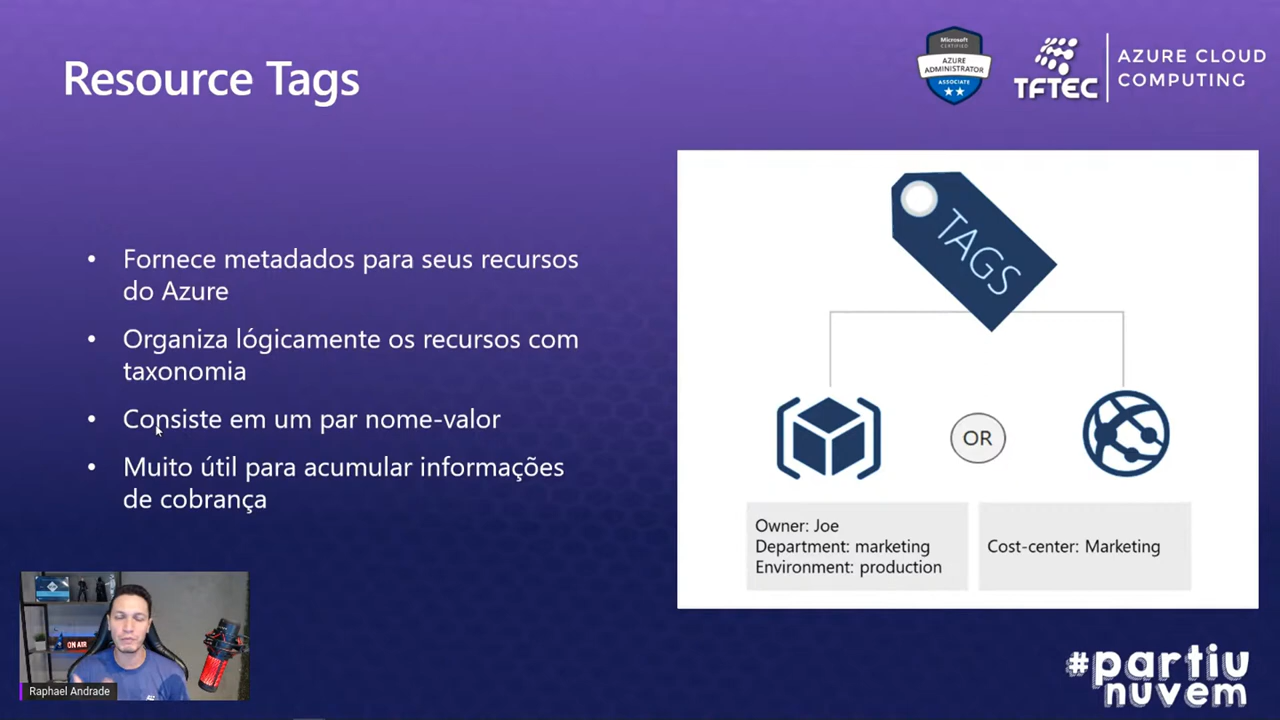 Resource Tags
Microsoft
CERTIFIED
AZURE
ADMINISTRATOR
ASSOCIATE
TFTEC
AZURE CLOUD
COMPUTING
• Fornece metadados para seus recursos
do Azure
• Organiza lógicamente os recursos com
taxonomia
• Consiste em um par nome-valor
• Muito útil para acumular informações
de cobrança
TAGS
OR
Owner: Joe
Department: marketing
Environment: production
Cost-center: Marketing
ON AIR
Raphael Andrade
#partiu
nuvem